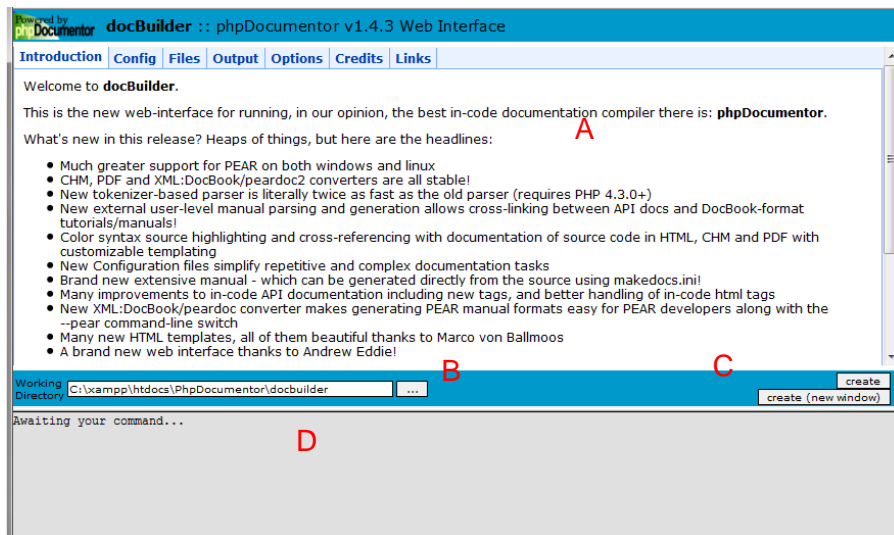 Powered by
phpDocumentor
docBuilder :: phpDocumentor v1.4.3 Web Interface
Introduction Config Files Output Options Credits Links
Welcome to docBuilder.
This is the new web-interface for running, in our opinion, the best in-code documentation compiler there is: phpDocumentor.
A
What's new in this release? Heaps of things, but here are the headlines:
● Much greater support for PEAR on both windows and linux
● CHM, PDF and XML:DocBook/peardoc2 converters are all stable!
● New tokenizer-based parser is literally twice as fast as the old parser (requires PHP 4.3.0+)
● New external user-level manual parsing and generation allows cross-linking between API docs and DocBook-format
tutorials/manuals!
● Color syntax source highlighting and cross-referencing with documentation of source code in HTML, CHM and PDF with
customizable templating
● New Configuration files simplify repetitive and complex documentation tasks
● Brand new extensive manual - which can be generated directly from the source using makedocs.ini!
● Many improvements to in-code API documentation including new tags, and better handling of in-code html tags
● New XML:DocBook/peardoc converter makes generating PEAR manual formats easy for PEAR developers along with the
--pear command-line switch
● Many new HTML templates, all of them beautiful thanks to Marco von Ballmoos
● A brand new web interface thanks to Andrew Eddie!
B
C
Working
Directory
C:\xampp\htdocs\PhpDocumentor\docbuilder
...
create
create (new window)
Awaiting your command...
D